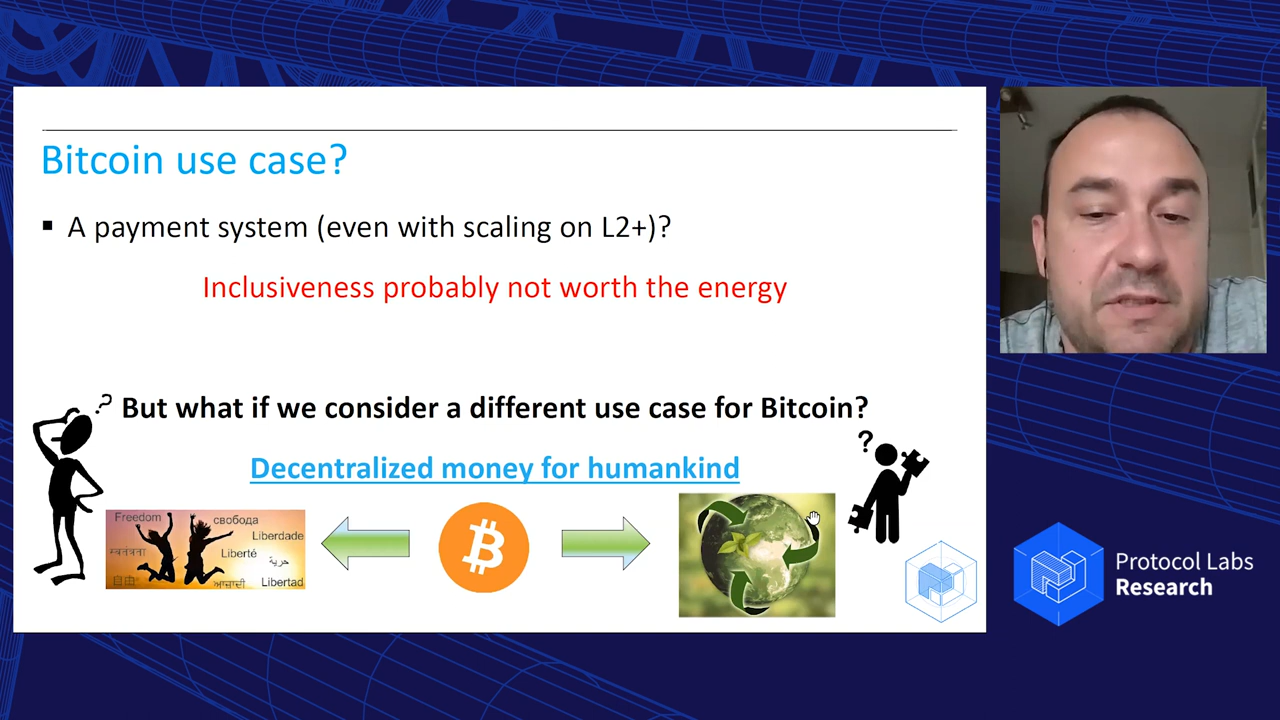 Bitcoin use case?
A payment system (even with scaling on L2+)?
Inclusiveness probably not worth the energy
? But what if we consider a different use case for Bitcoin?
?
Decentralized money for humankind
Freedom
свобода
Liberdade
स्वतंत्रता
Liberté
حرية
自由
आज़ादी
Libertad
Protocol Labs
Research